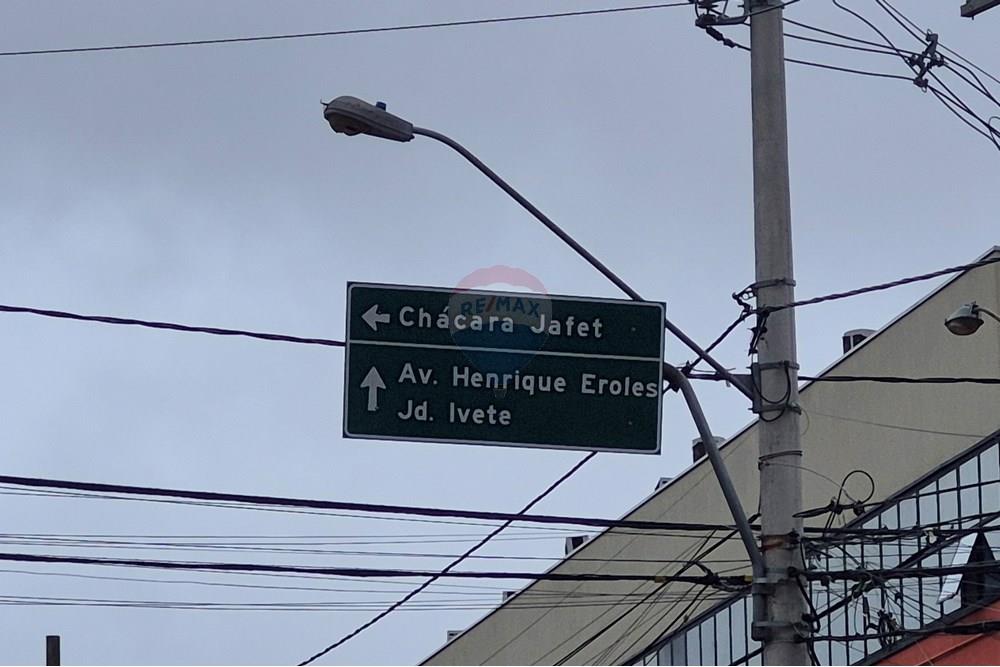 RE/MAX
Chácara Jafet
Av. Henrique Eroles
Jd. Ivete